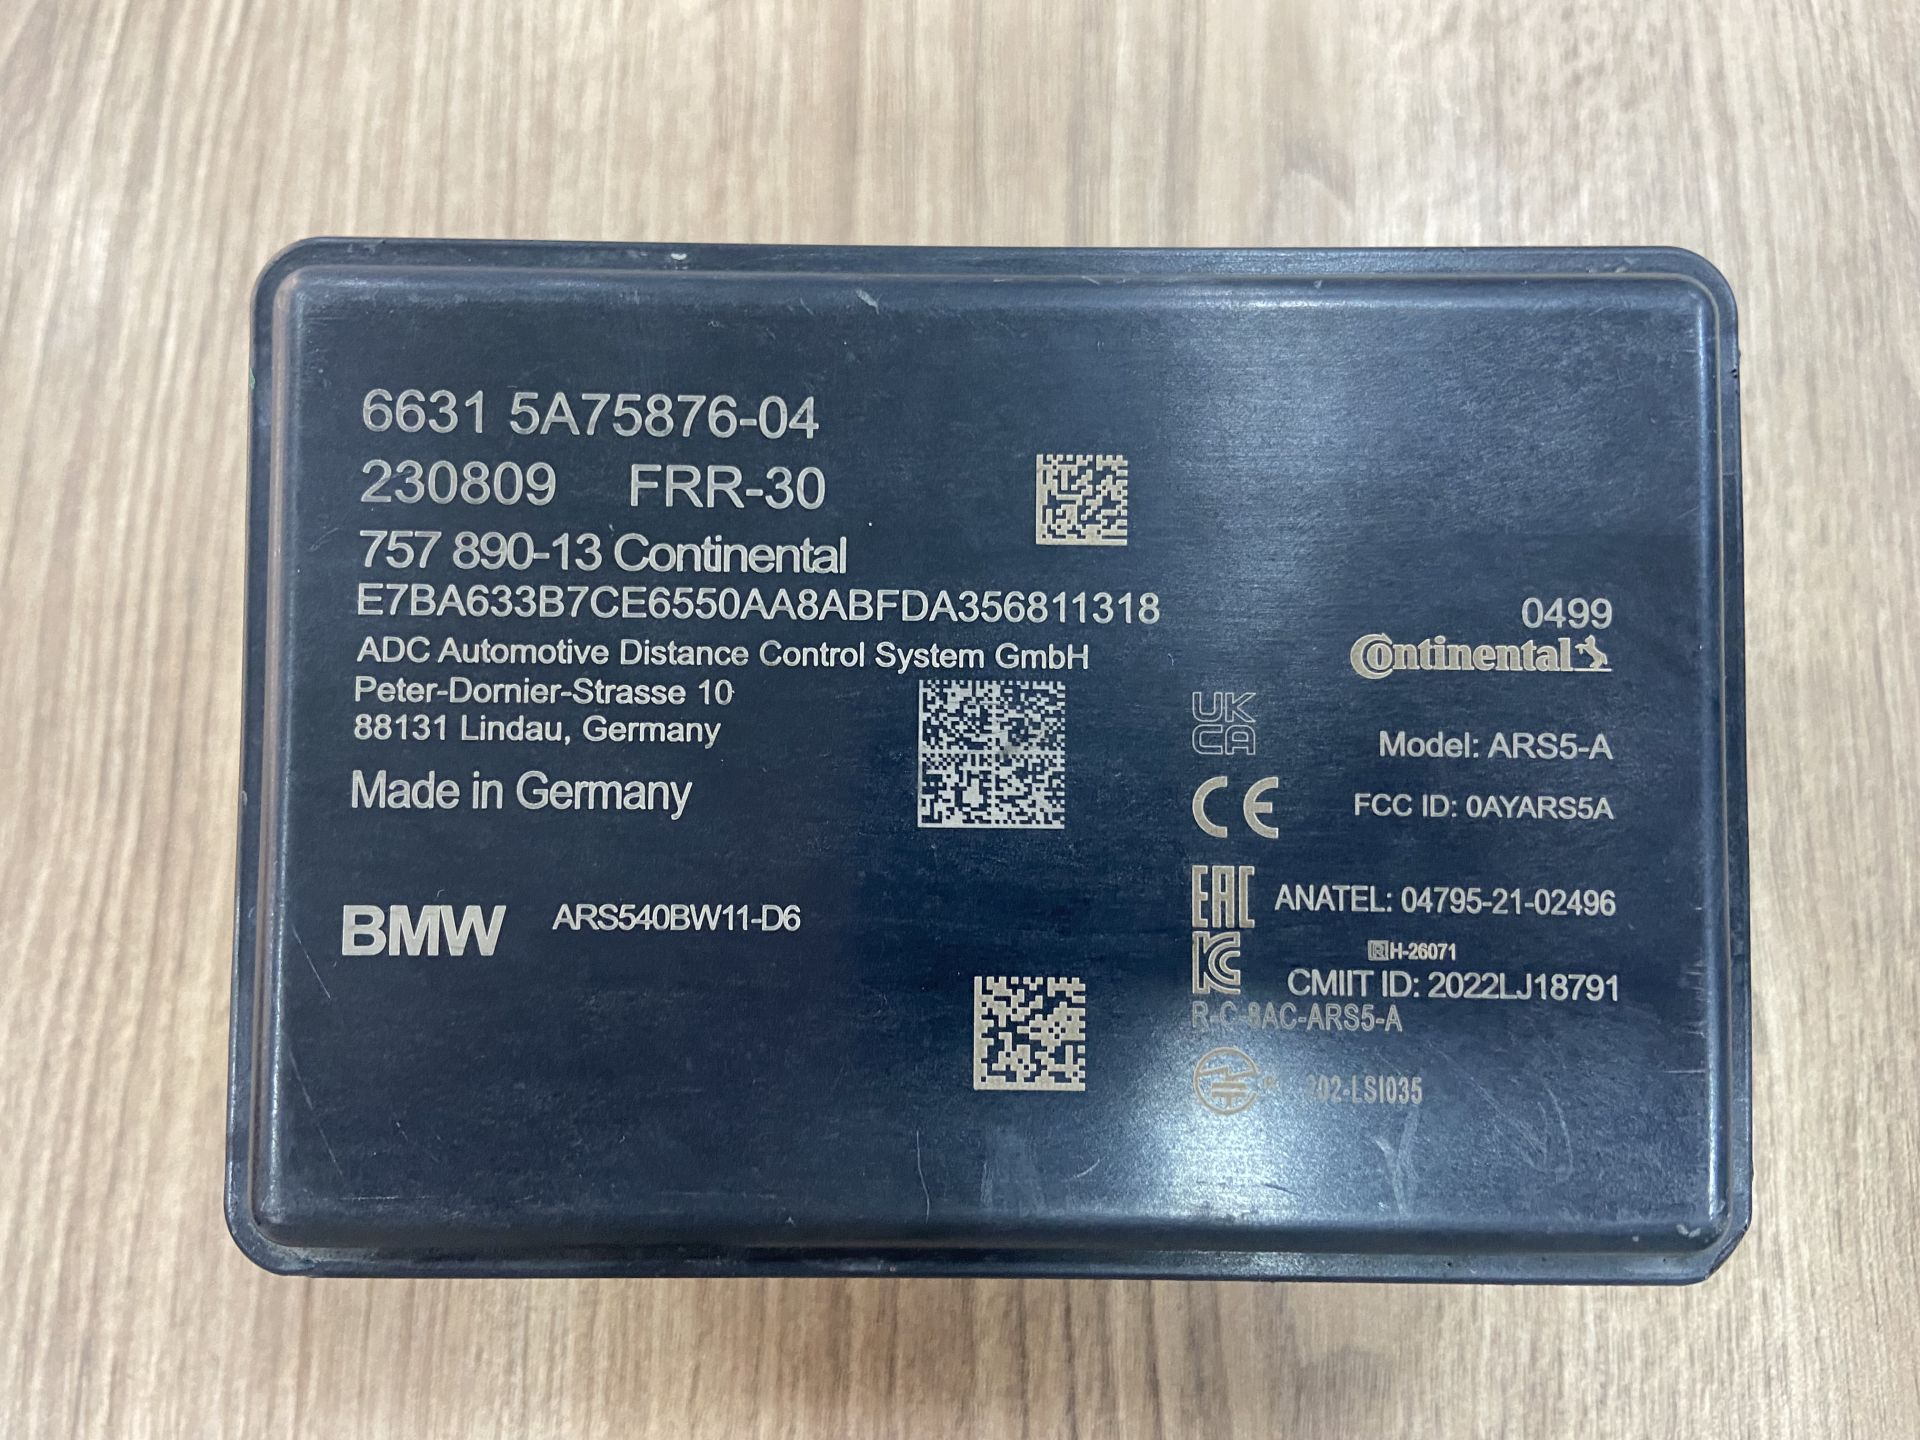 6631 5A75876-04
230809 FRR-30
757 890-13 Continental
E7BA633B7CE6550AA8ABFDA356811318
ADC Automotive Distance Control System GmbH
Peter-Dornier-Strasse 10
88131 Lindau, Germany
Made in Germany
BMW ARS540BW11-D6
0499
Continental
UK
CA
Model: ARS5-A
CE
FCC ID: 0AYARS5A
EAC
ANATEL: 04795-21-02496
R H-26071
KC
CMIIT ID: 2022LJ18791
R-C-8AC-ARS5-A
R 202-LSI035